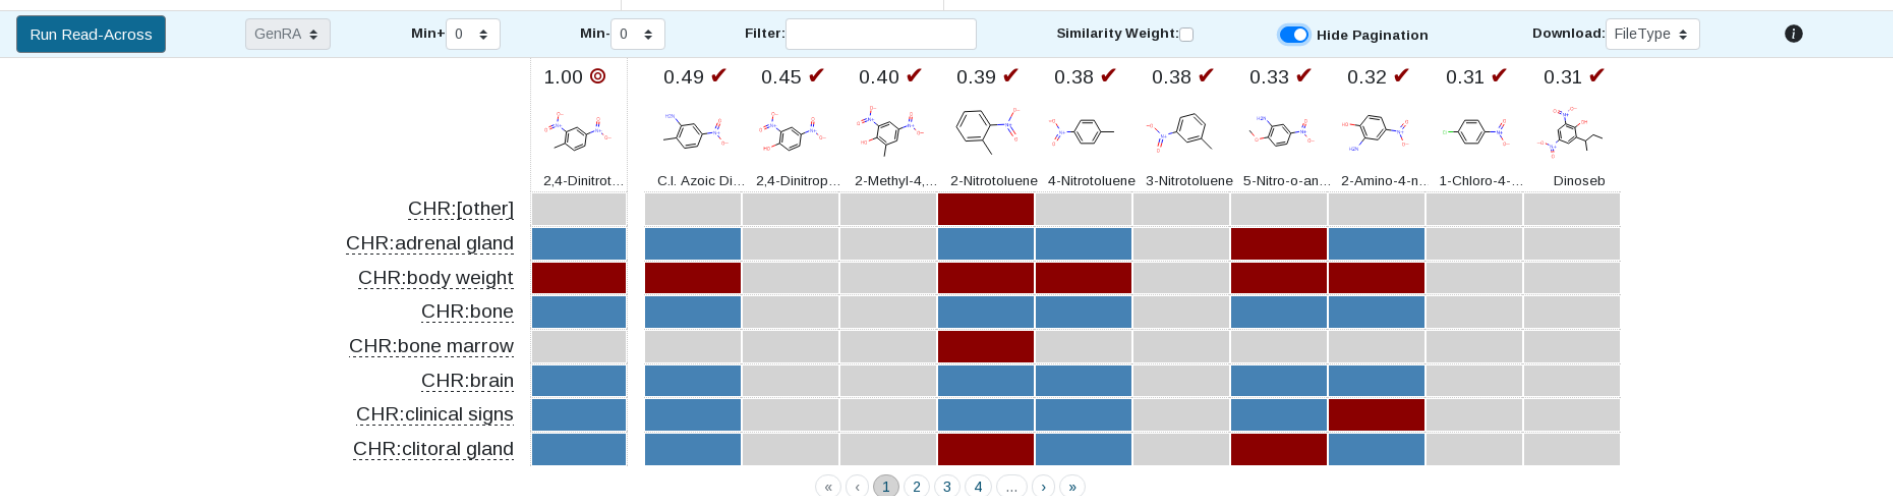 Run Read-Across GenRA Min+ 0 Min- 0 Filter: Similarity Weight: Hide Pagination Download: FileType i
1.00 0.49 ✔ 0.45 ✔ 0.40 ✔ 0.39 ✔ 0.38 ✔ 0.38 ✔ 0.33 ✔ 0.32 ✔ 0.31 ✔ 0.31 ✔
2,4-Dinitrot... C.I. Azoic Di... 2,4-Dinitrop... 2-Methyl-4,... 2-Nitrotoluene 4-Nitrotoluene 3-Nitrotoluene 5-Nitro-o-an... 2-Amino-4-n... 1-Chloro-4-... Dinoseb
CHR:[other]
CHR:adrenal gland
CHR:body weight
CHR:bone
CHR:bone marrow
CHR:brain
CHR:clinical signs
CHR:clitoral gland
« ‹ 1 2 3 4 ... › »